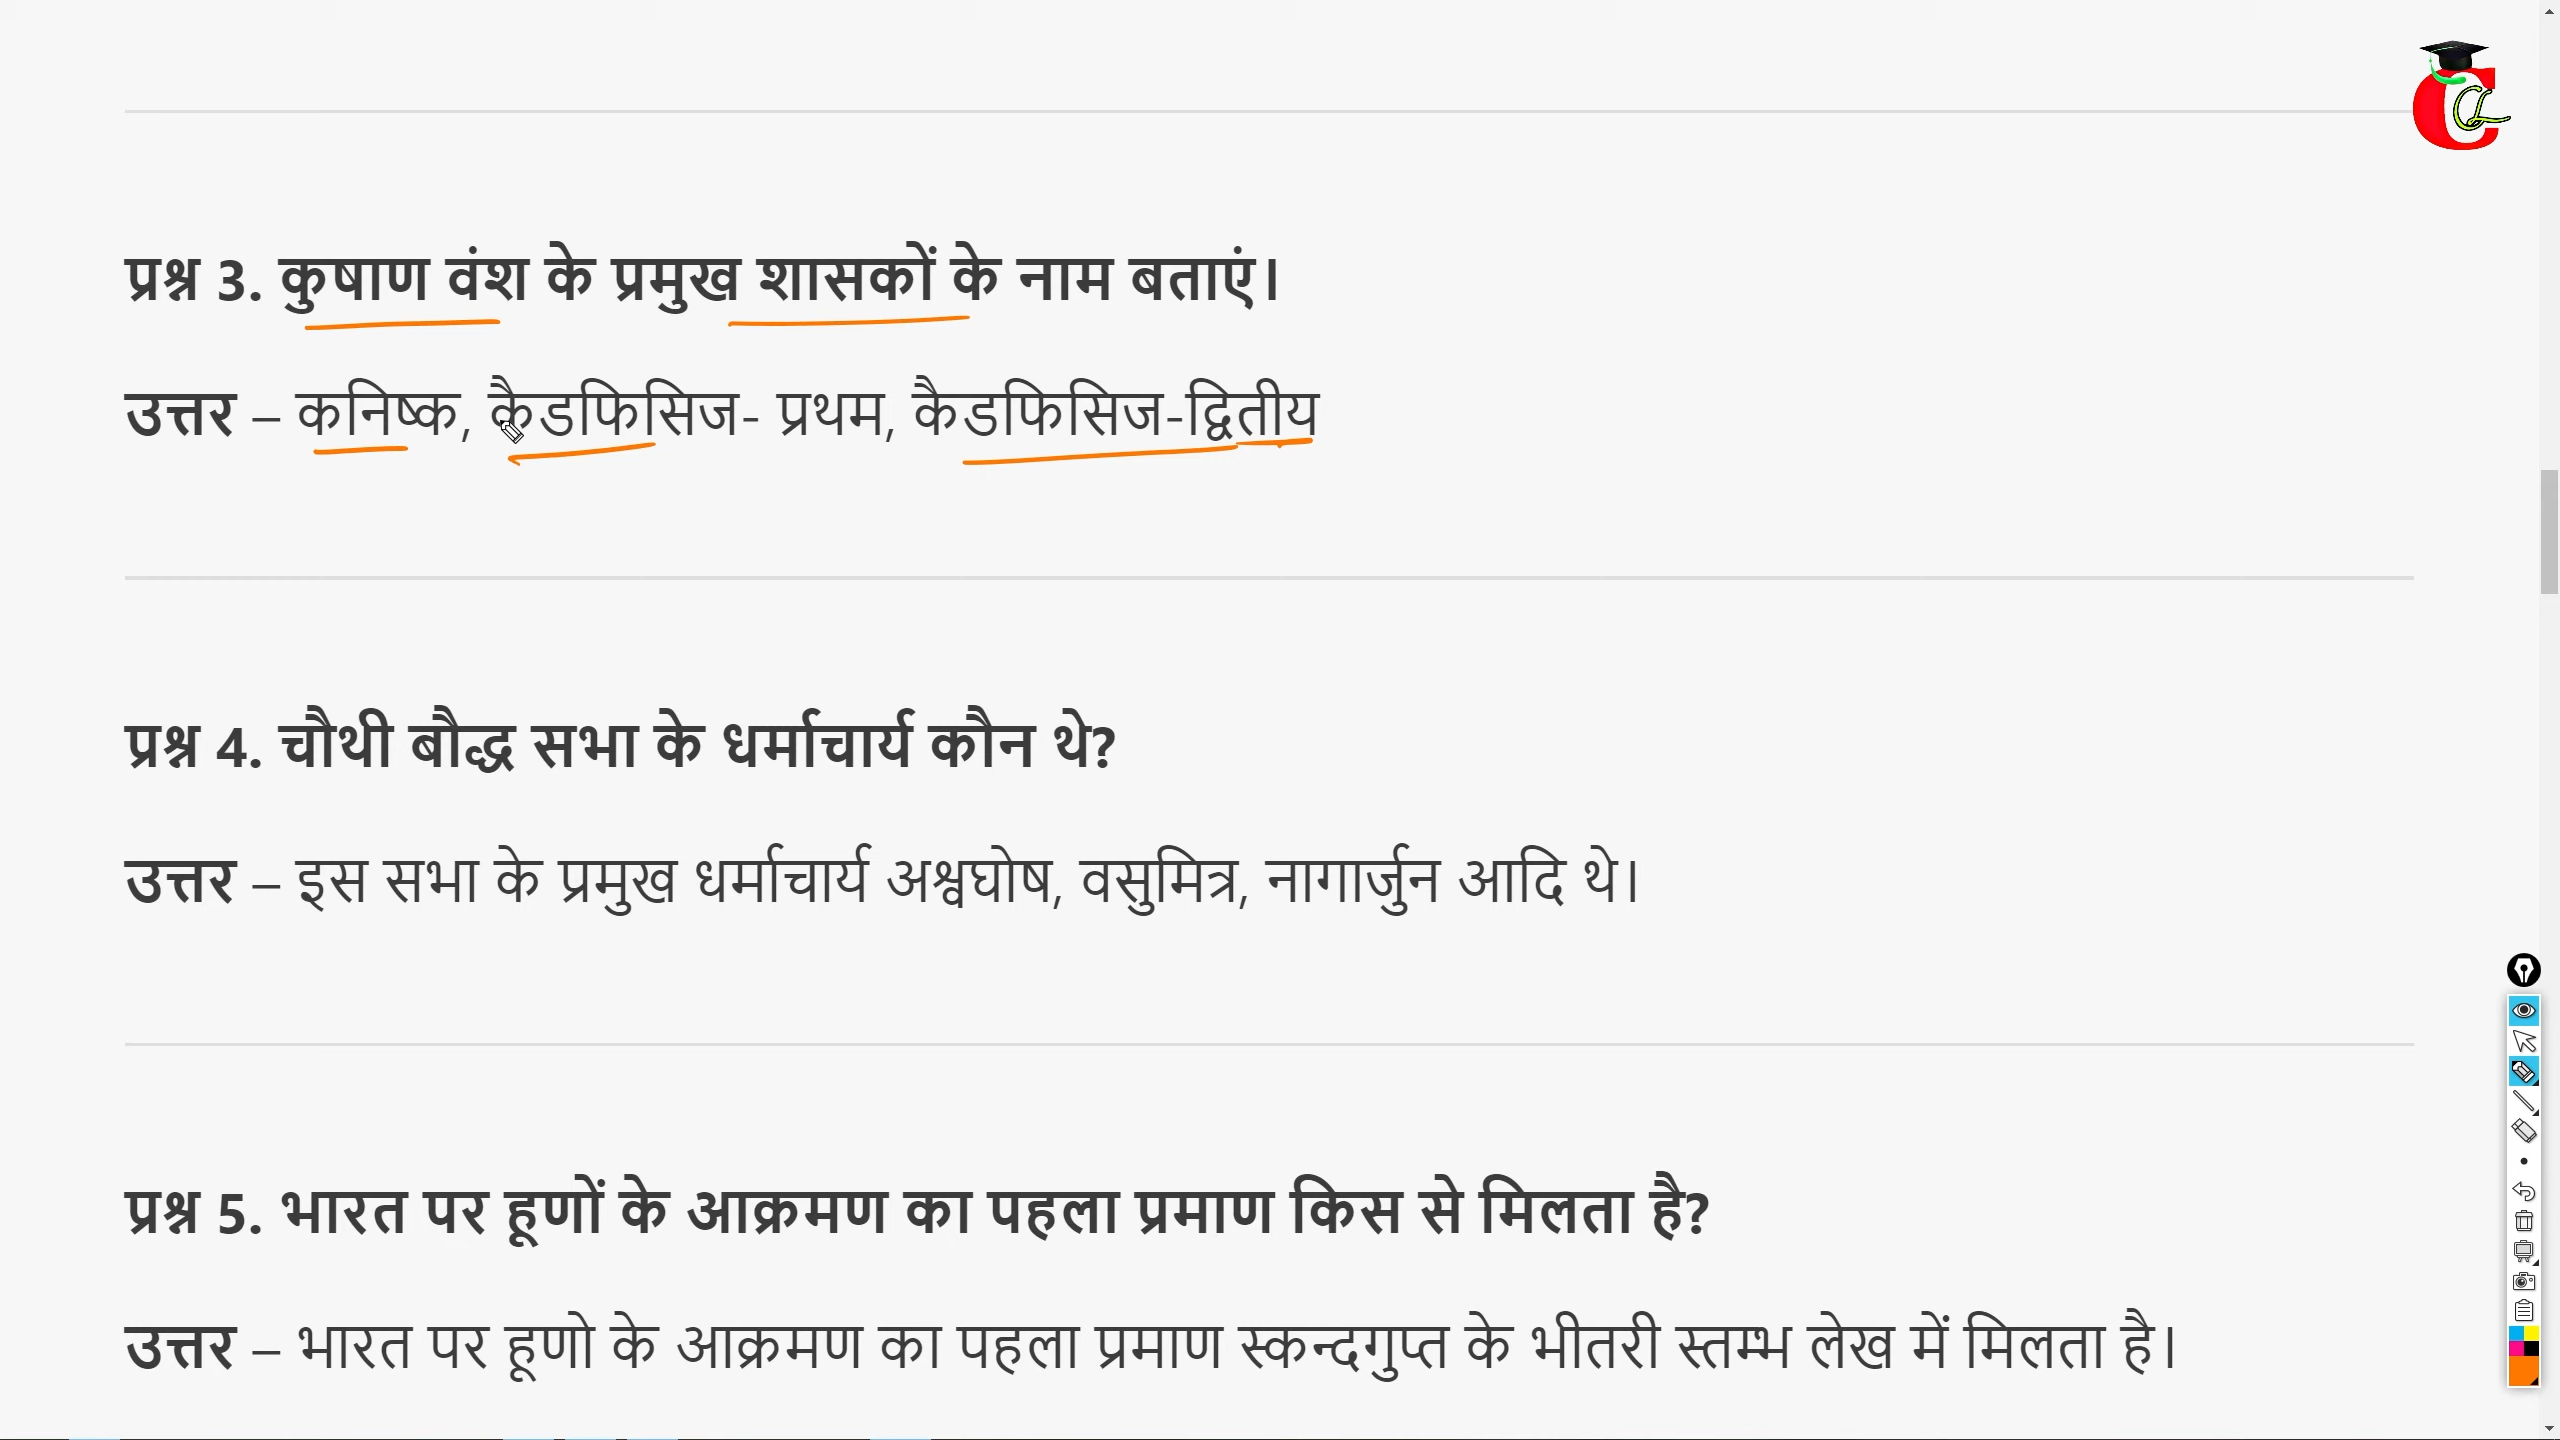 प्रश्न 3. कुषाण वंश के प्रमुख शासकों के नाम बताएं।
उत्तर – कनिष्क, कैडफिसिज- प्रथम, कैडफिसिज-द्वितीय
प्रश्न 4. चौथी बौद्ध सभा के धर्माचार्य कौन थे?
उत्तर – इस सभा के प्रमुख धर्माचार्य अश्वघोष, वसुमित्र, नागार्जुन आदि थे।
प्रश्न 5. भारत पर हूणों के आक्रमण का पहला प्रमाण किस से मिलता है?
उत्तर – भारत पर हूणो के आक्रमण का पहला प्रमाण स्कन्दगुप्त के भीतरी स्तम्भ लेख में मिलता है।